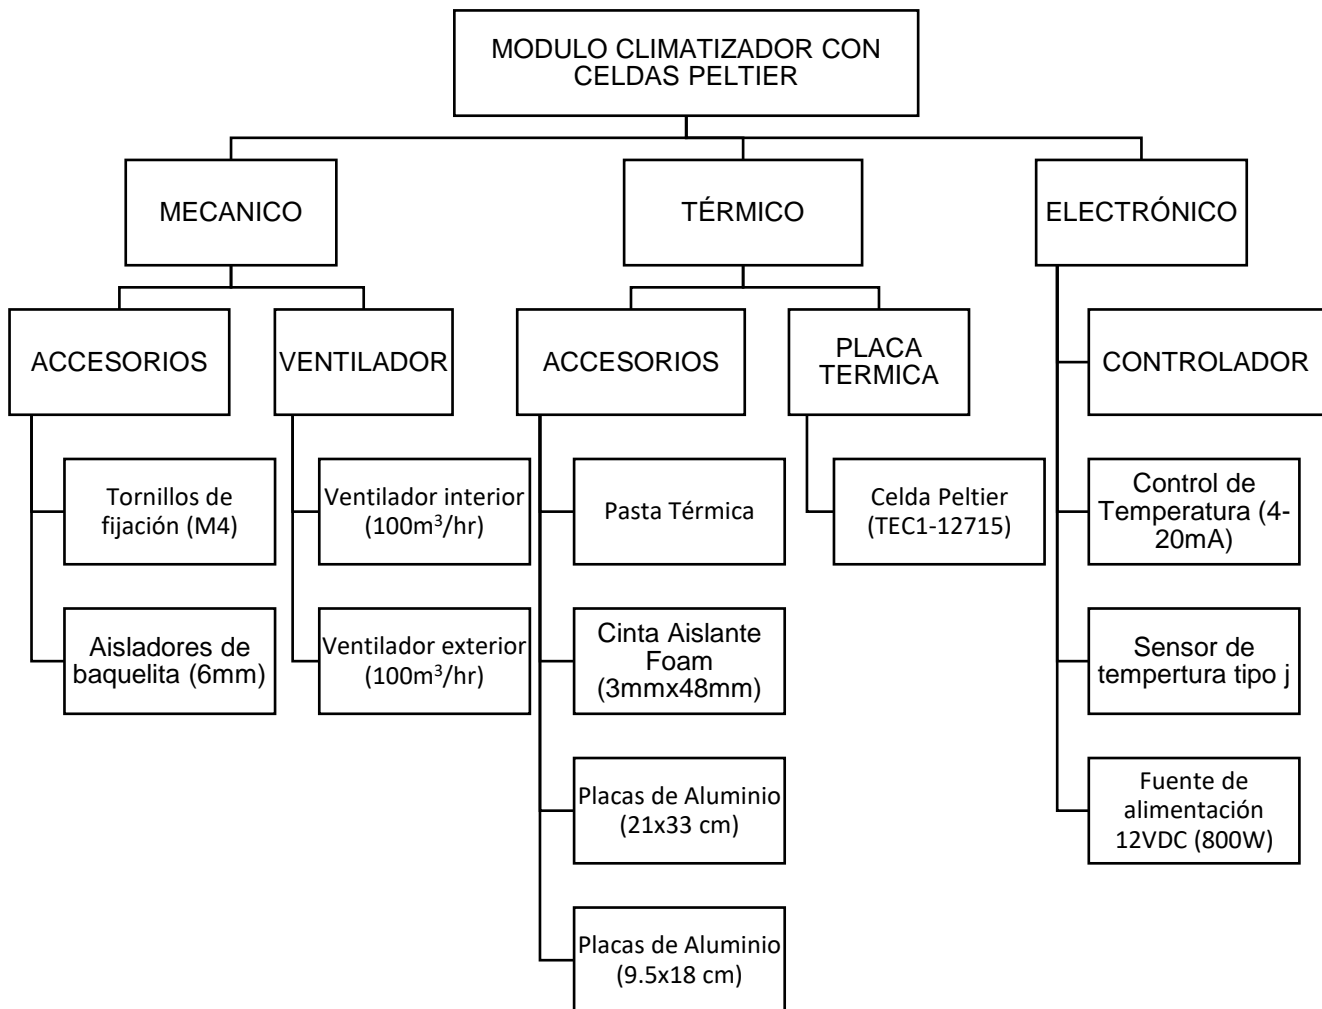 MODULO CLIMATIZADOR CON
CELDAS PELTIER
MECANICO
TÉRMICO
ELECTRÓNICO
ACCESORIOS
VENTILADOR
ACCESORIOS
PLACA
TERMICA
CONTROLADOR
Tornillos de
fijación (M4)
Ventilador interior
(100m³/hr)
Pasta Térmica
Celda Peltier
(TEC1-12715)
Control de
Temperatura (4-
20mA)
Aisladores de
baquelita (6mm)
Ventilador exterior
(100m³/hr)
Cinta Aislante
Foam
(3mmx48mm)
Sensor de
tempertura tipo j
Placas de Aluminio
(21x33 cm)
Fuente de
alimentación
12VDC (800W)
Placas de Aluminio
(9.5x18 cm)